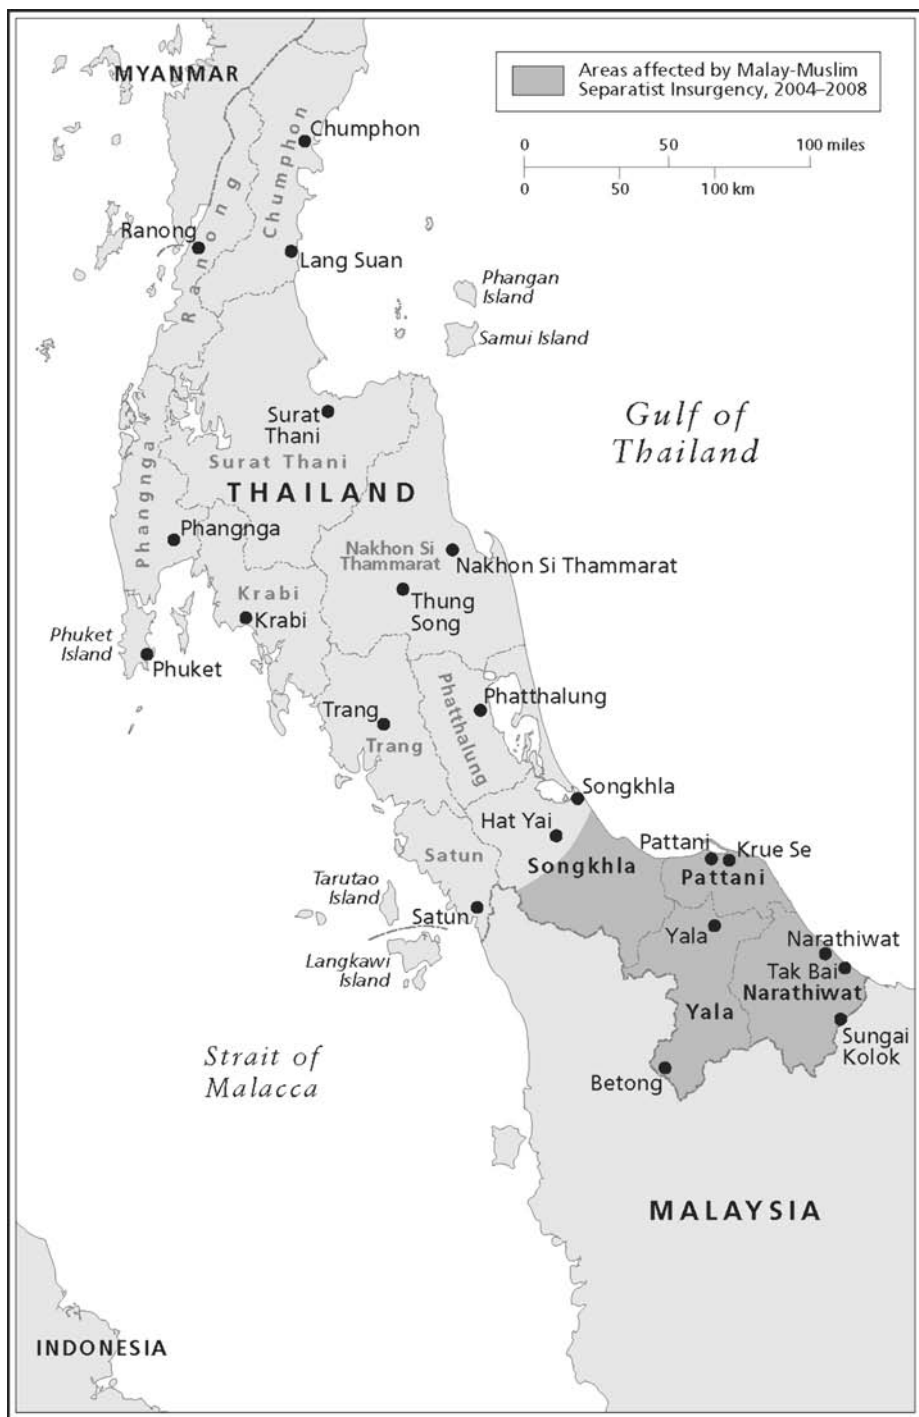 MYANMAR
Areas affected by Malay-Muslim
Separatist Insurgency, 2004–2008
0 50 100 miles
0 50 100 km
Chumphon
Chumphon
Ranong
Ranong
Lang Suan
Phangan
Island
Samui Island
Surat
Thani
Surat Thani
Gulf of
Thailand
THAILAND
Phangnga
Phangnga
Nakhon Si
Thammarat
Nakhon Si Thammarat
Krabi
Krabi
Thung
Song
Phuket
Island
Phuket
Phatthalung
Phatthalung
Trang
Trang
Songkhla
Hat Yai
Satun
Songkhla
Pattani
Krue Se
Pattani
Tarutao
Island
Satun
Yala
Narathiwat
Tak Bai
Narathiwat
Langkawi
Island
Yala
Sungai
Kolok
Strait of
Malacca
Betong
MALAYSIA
INDONESIA